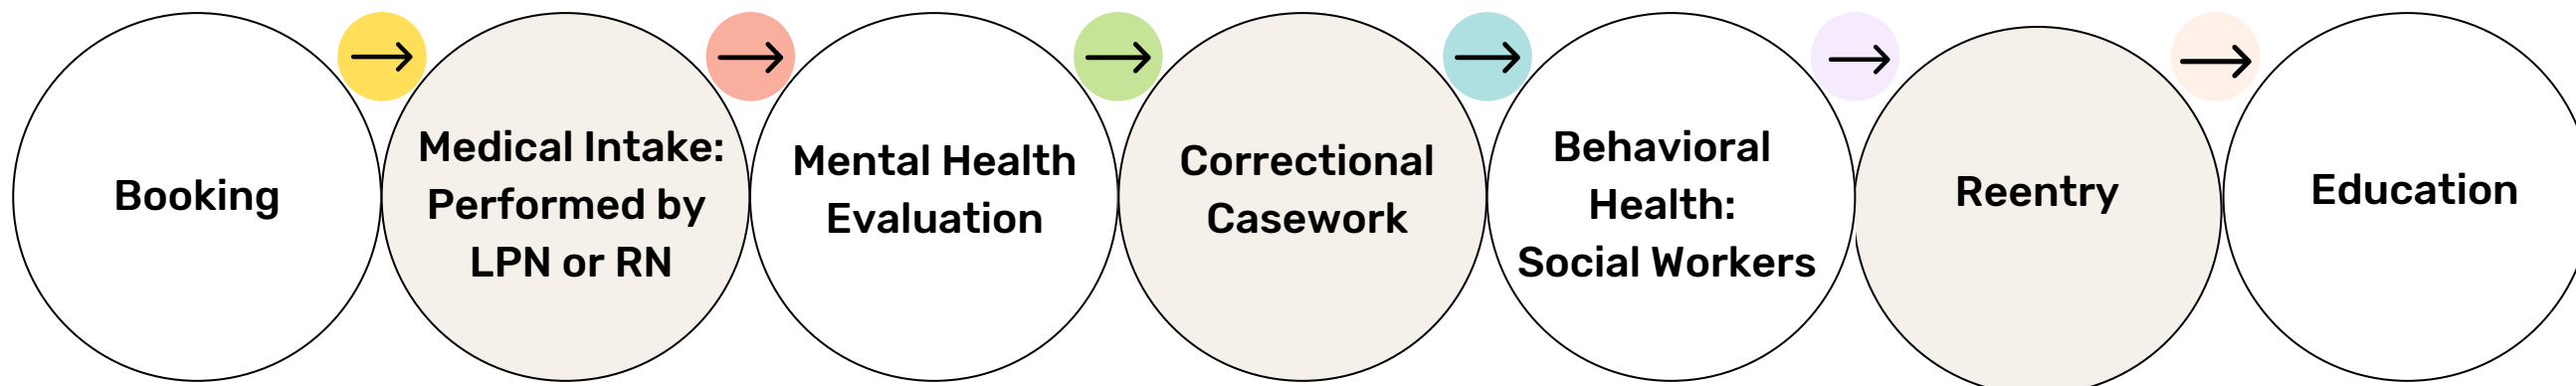 Booking
Medical Intake:
Performed by
LPN or RN
Mental Health
Evaluation
Correctional
Casework
Behavioral
Health:
Social Workers
Reentry
Education